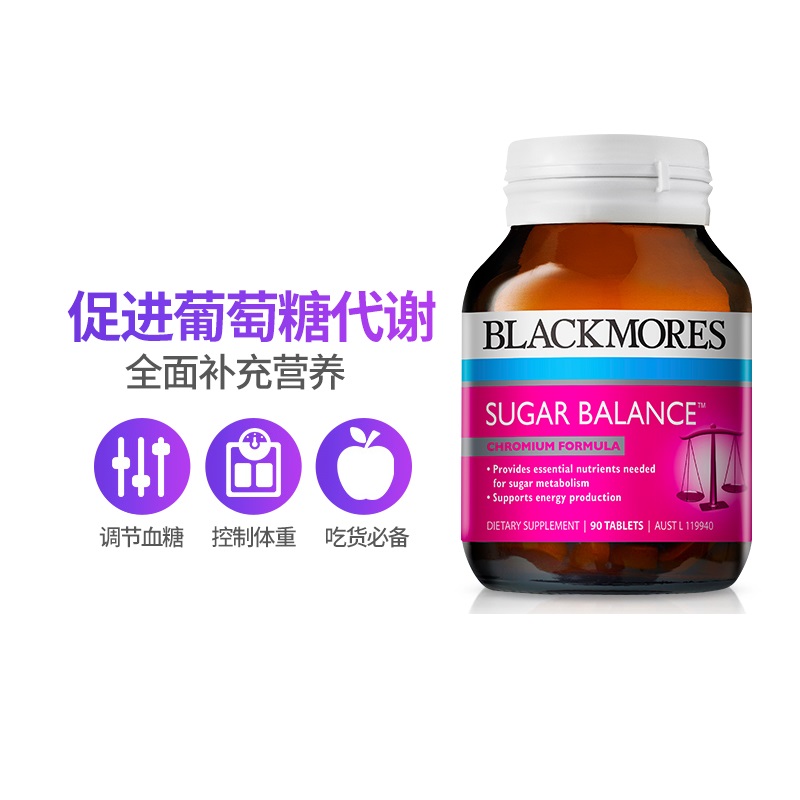 促进葡萄糖代谢
全面补充营养
调节血糖
控制体重
吃货必备
BLACKMORES
SUGAR BALANCE™
CHROMIUM FORMULA
• Provides essential nutrients needed
for sugar metabolism
• Supports energy production
DIETARY SUPPLEMENT | 90 TABLETS | AUST L 119940